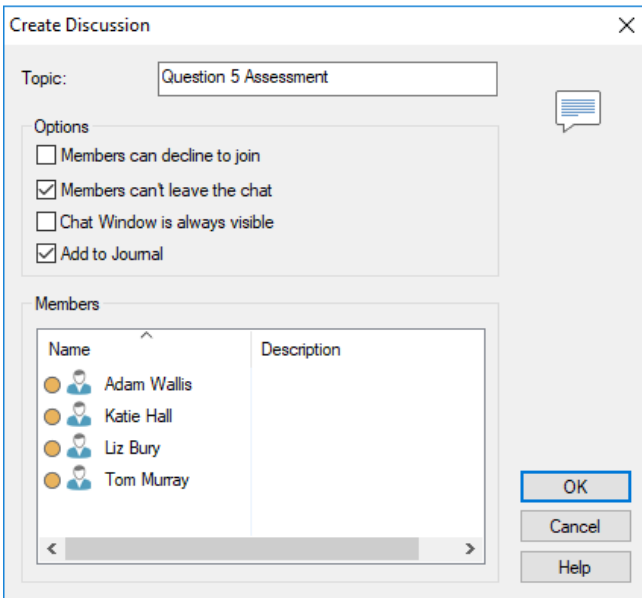 Create Discussion
Topic: Question 5 Assessment
Options
Members can decline to join
Members can't leave the chat
Chat Window is always visible
Add to Journal
Members
Name Description
Adam Wallis
Katie Hall
Liz Bury
Tom Murray
OK
Cancel
Help